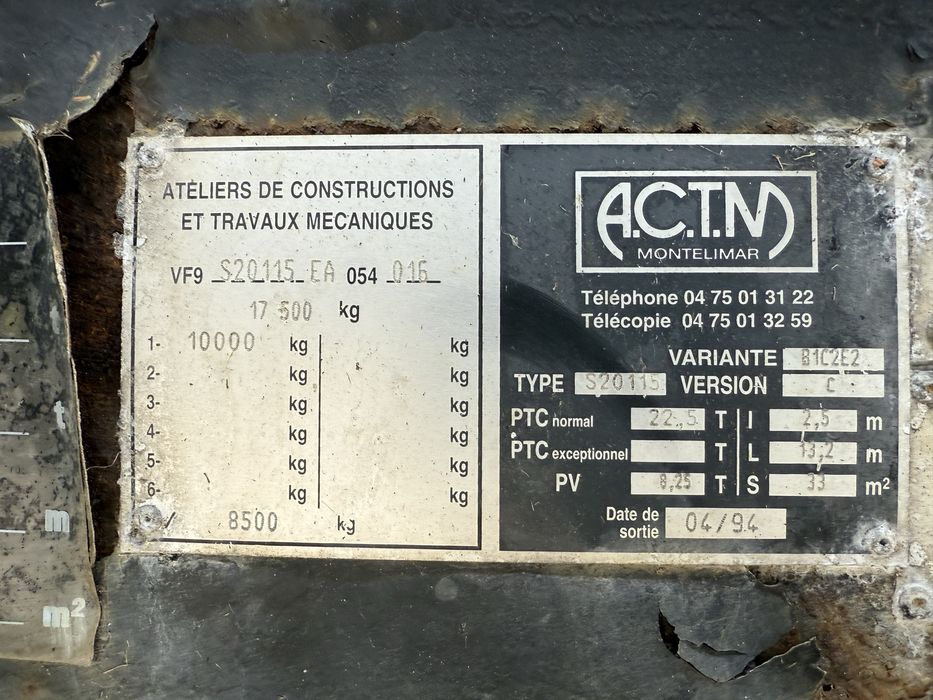 ATELIERS DE CONSTRUCTIONS
ET TRAVAUX MECANIQUES
VF9 S20115 EA 054 016
17 500 kg
1- 10000 kg kg
2- kg kg
3- kg kg
4- kg kg
5- kg kg
6- kg kg
/ 8500 kg
A.C.T.M
MONTELIMAR
Téléphone 04 75 01 31 22
Télécopie 04 75 01 32 59
VARIANTE B1C2E2
TYPE S20115 VERSION C
PTC normal 22,5 T l 2,5 m
PTC exceptionnel T L 13,2 m
PV 8,25 T S 33 m²
Date de sortie 04/94
t
m
m²